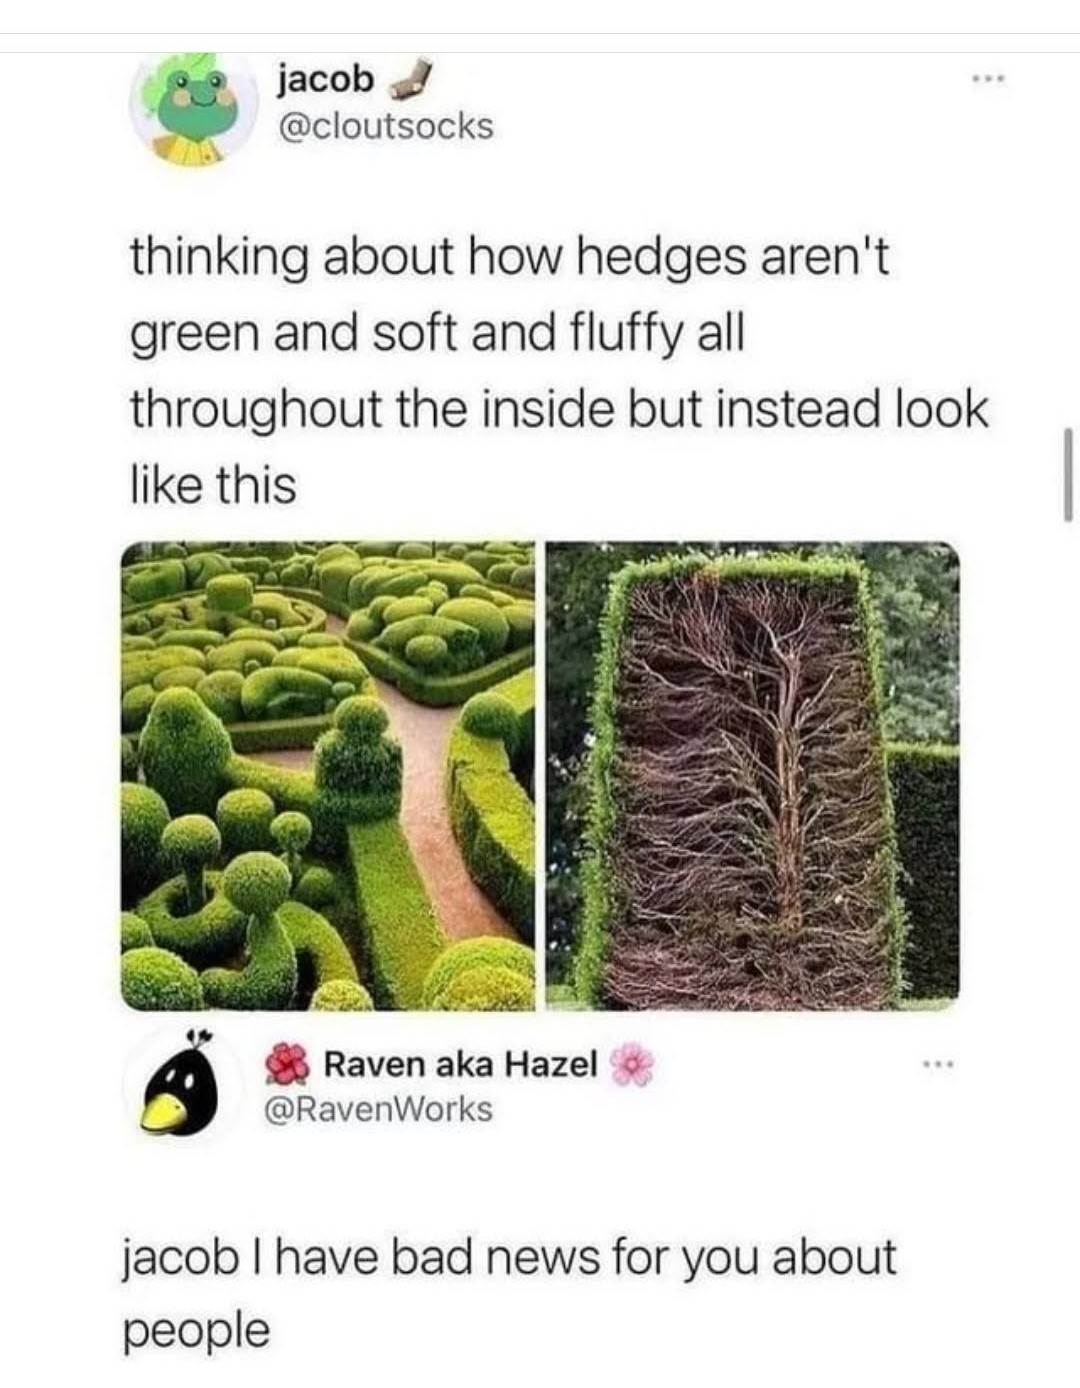 jacob
@cloutsocks
thinking about how hedges aren't
green and soft and fluffy all
throughout the inside but instead look
like this
Raven aka Hazel
@RavenWorks
jacob I have bad news for you about
people